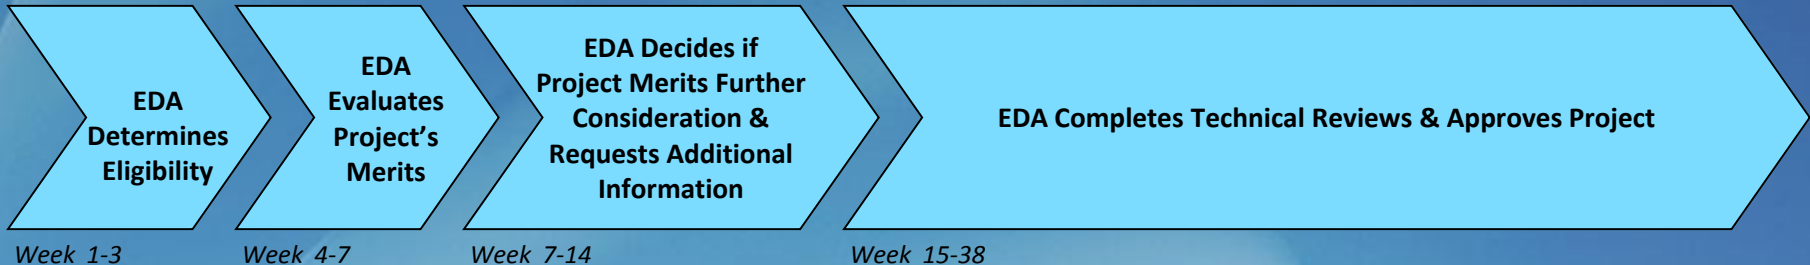 EDA
Determines
Eligibility
EDA
Evaluates
Project's
Merits
EDA Decides if
Project Merits Further
Consideration &
Requests Additional
Information
EDA Completes Technical Reviews & Approves Project
Week 1-3
Week 4-7
Week 7-14
Week 15-38